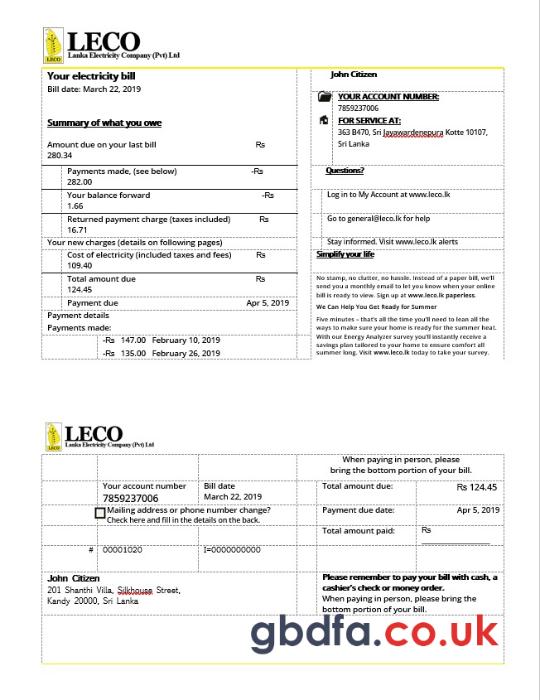 LECO
Lanka Electricity Company (Pvt) Ltd
Your electricity bill
Bill date: March 22, 2019
Summary of what you owe
Amount due on your last bill Rs
280.34
Payments made, (see below) -Rs
282.00
Your balance forward -Rs
1.66
Returned payment charge (taxes included) Rs
16.71
Your new charges (details on following pages)
Cost of electricity (included taxes and fees) Rs
109.40
Total amount due Rs
124.45
Payment due Apr 5, 2019
Payment details
Payments made:
-Rs 147.00 February 10, 2019
-Rs 135.00 February 26, 2019
John Citizen
YOUR ACCOUNT NUMBER:
7859237006
FOR SERVICE AT:
363 B470, Sri Jayawardenepura Kotte 10107,
Sri Lanka
Questions?
Log in to My Account at www.leco.lk
Go to general@leco.lk for help
Stay informed. Visit www.leco.lk alerts
Simplify your life
No stamp, no clutter, no hassle. Instead of a paper bill, we'll
send you a monthly email to let you know when your online
bill is ready to view. Sign up at www.leco.lk paperless.
We Can Help You Get Ready for Summer
Five minutes – that's all the time you'll need to lean all the
ways to make sure your home is ready for the summer heat.
With our Energy Analyzer survey you'll instantly receive a
savings plan tailored to your home to ensure comfort all
summer long. Visit www.leco.lk today to take your survey.
LECO
Lanka Electricity Company (Pvt) Ltd
When paying in person, please
bring the bottom portion of your bill.
Your account number Bill date
7859237006 March 22, 2019
Total amount due: Rs 124.45
Mailing address or phone number change?
Check here and fill in the details on the back.
Payment due date: Apr 5, 2019
Total amount paid: Rs
# 00001020 I=0000000000
John Citizen
201 Shanthi Villa, Silkhouse Street,
Kandy 20000, Sri Lanka
Please remember to pay your bill with cash, a
cashier's check or money order.
When paying in person, please bring the
bottom portion of your bill.
gbdfa.co.uk